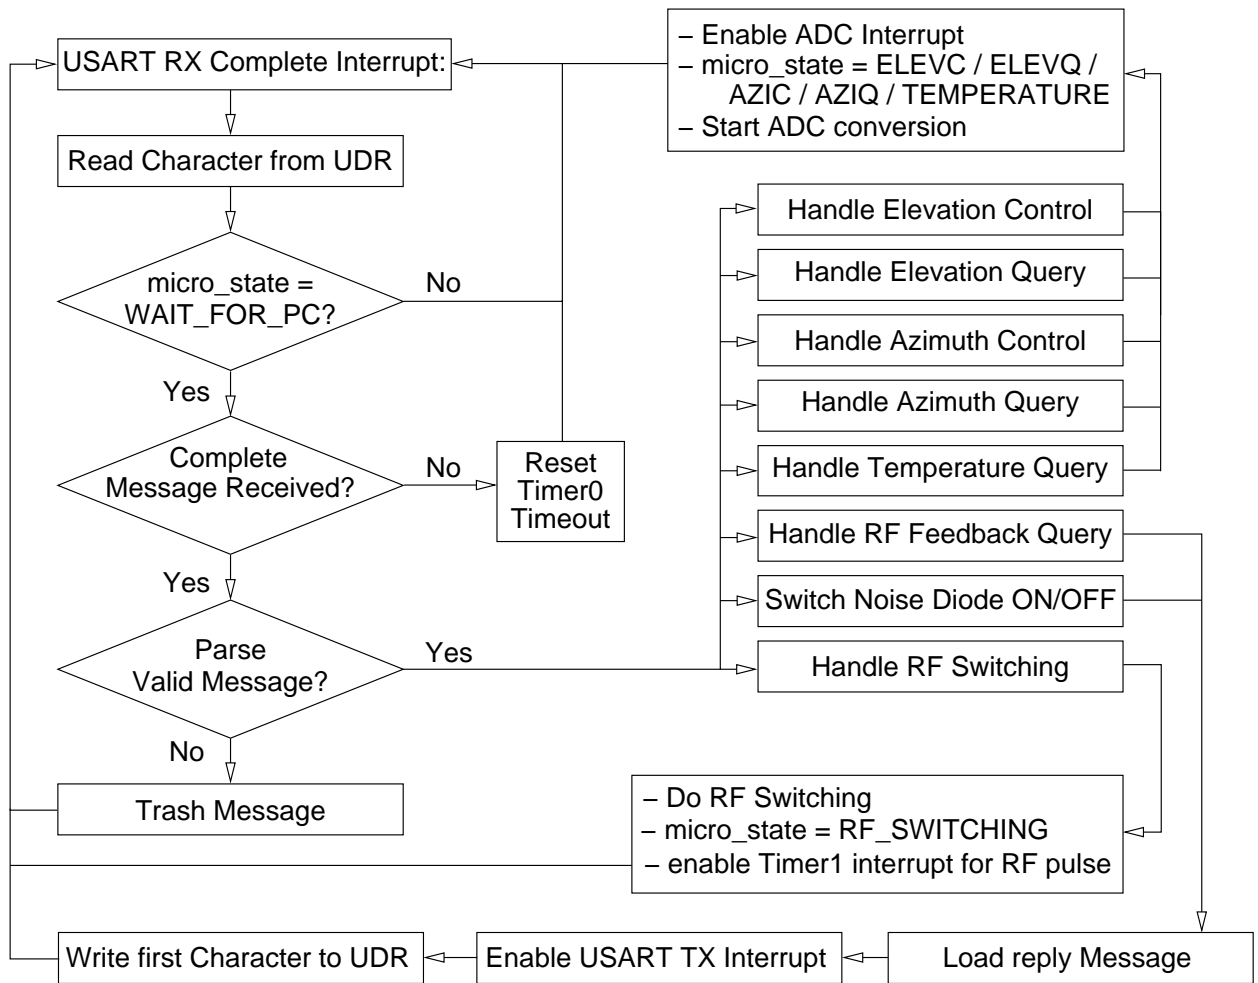 USART RX Complete Interrupt:
Read Character from UDR
micro_state =
WAIT_FOR_PC?
No
Yes
Complete
Message Received?
No
Reset
Timer0
Timeout
Yes
Parse
Valid Message?
Yes
No
Trash Message
– Enable ADC Interrupt
– micro_state = ELEVC / ELEVQ /
AZIC / AZIQ / TEMPERATURE
– Start ADC conversion
Handle Elevation Control
Handle Elevation Query
Handle Azimuth Control
Handle Azimuth Query
Handle Temperature Query
Handle RF Feedback Query
Switch Noise Diode ON/OFF
Handle RF Switching
– Do RF Switching
– micro_state = RF_SWITCHING
– enable Timer1 interrupt for RF pulse
Write first Character to UDR
Enable USART TX Interrupt
Load reply Message